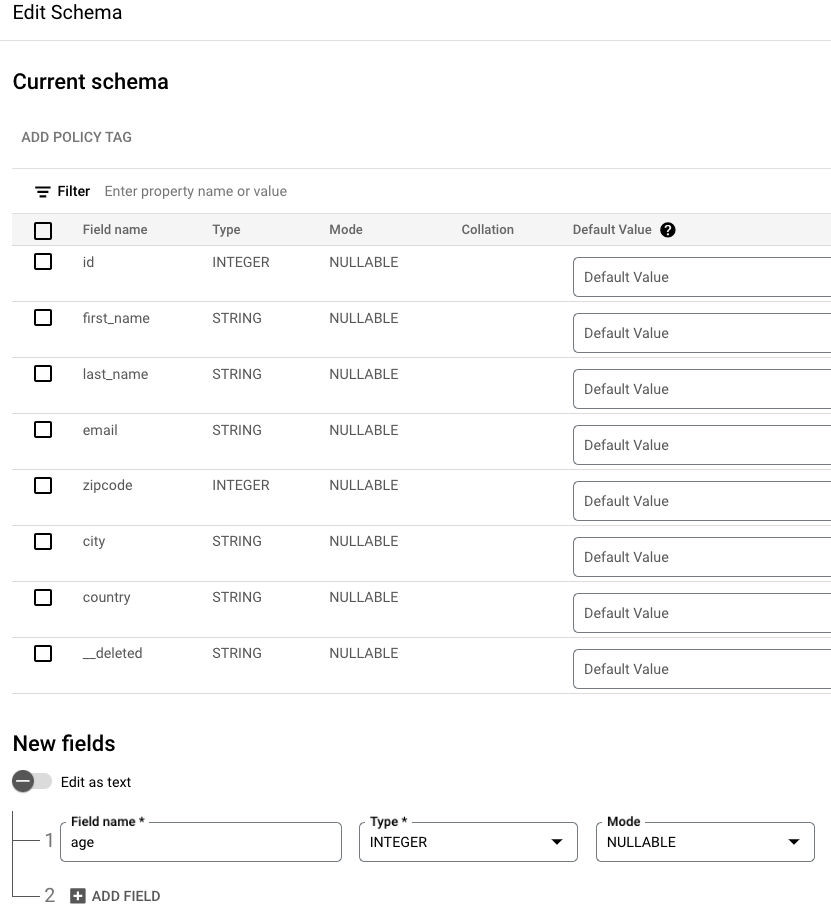 Edit Schema
Current schema
ADD POLICY TAG
Filter Enter property name or value
Field name Type Mode Collation Default Value ?
id INTEGER NULLABLE Default Value
first_name STRING NULLABLE Default Value
last_name STRING NULLABLE Default Value
email STRING NULLABLE Default Value
zipcode INTEGER NULLABLE Default Value
city STRING NULLABLE Default Value
country STRING NULLABLE Default Value
__deleted STRING NULLABLE Default Value
New fields
Edit as text
Field name * Type * Mode
1 age INTEGER NULLABLE
2 ADD FIELD